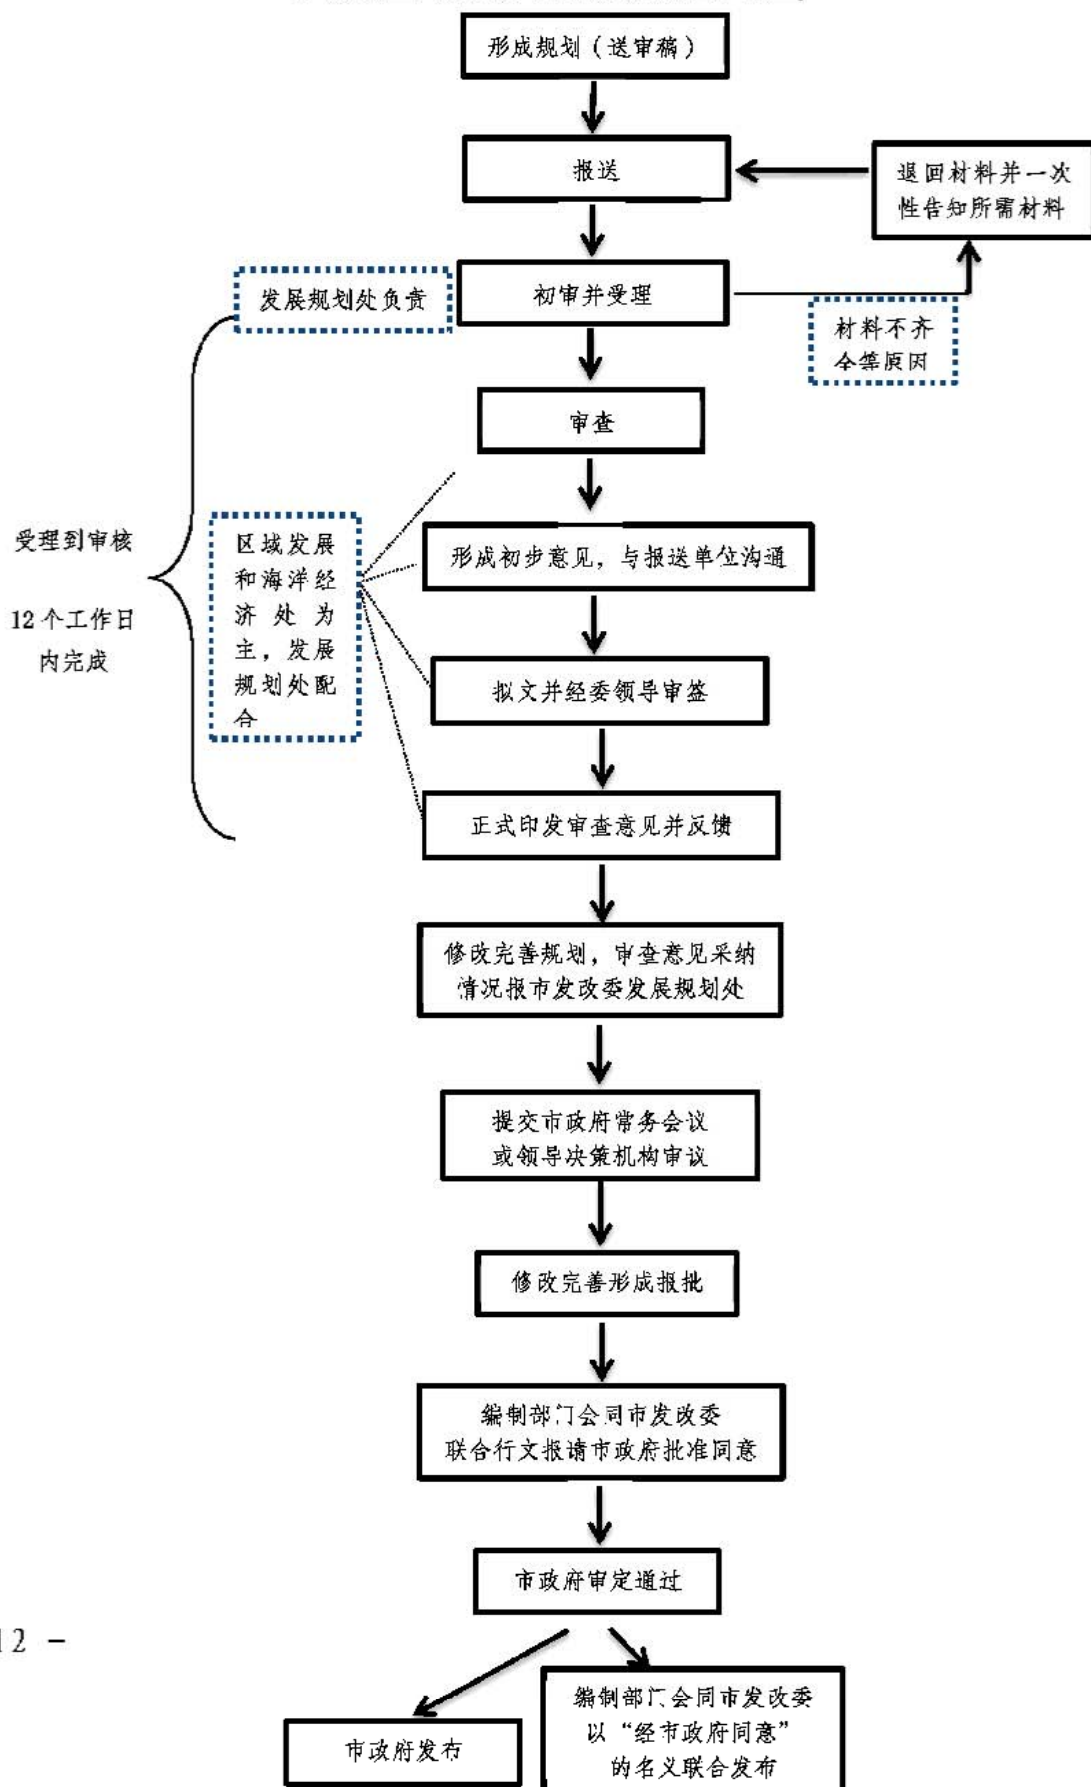 形成规划（送审稿）
报送
退回材料并一次
性告知所需材料
发展规划处负责
初审并受理
材料不齐
全等原因
审查
受理到审核
12个工作日
内完成
区域发展
和海洋经
济处为
主，发展
规划处配
合
形成初步意见，与报送单位沟通
拟文并经委领导审签
正式印发审查意见并反馈
修改完善规划，审查意见采纳
情况报市发改委发展规划处
提交市政府常务会议
或领导决策机构审议
修改完善形成报批
编制部门会同市发改委
联合行文报请市政府批准同意
市政府审定通过
12 -
市政府发布
编制部门会同市发改委
以“经市政府同意”
的名义联合发布